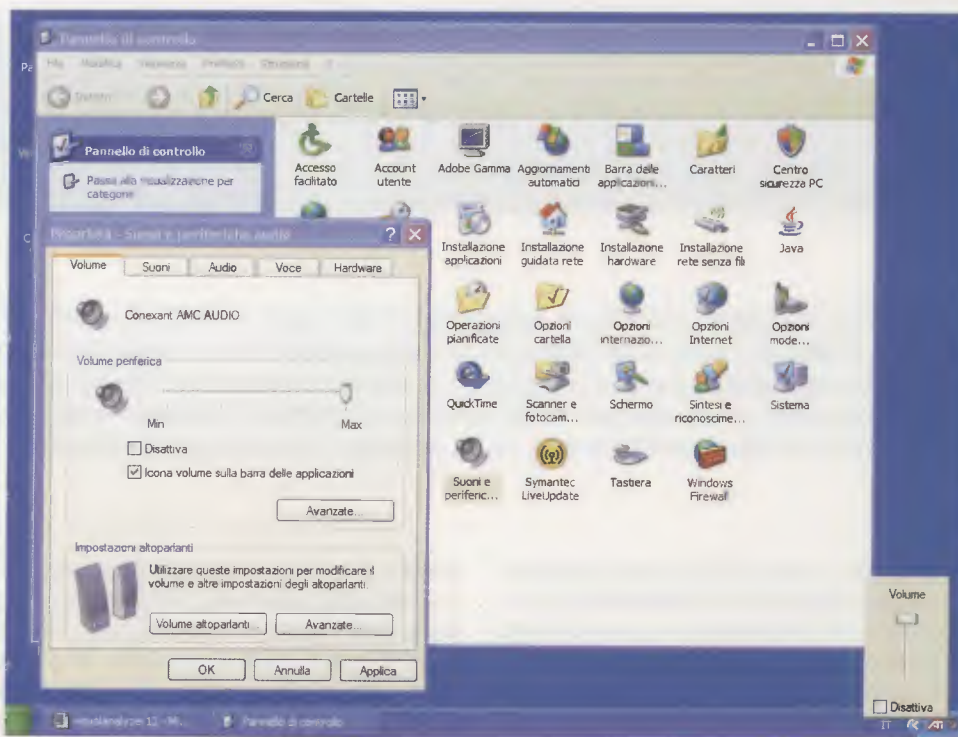 Pannello di controllo
Cerca
Cartelle
Pannello di controllo
Passa alla visualizzazione per
categorie
Accesso
facilitato
Account
utente
Adobe Gamma
Aggiornamenti
automatici
Barra delle
applicazioni...
Caratteri
Centro
sicurezza PC
Installazione
applicazioni
Installazione
guidata rete
Installazione
hardware
Installazione
rete senza fili
Java
Operazioni
pianificate
Opzioni
cartella
Opzioni
internazio...
Opzioni
Internet
Opzioni
mode...
QuickTime
Scanner e
fotocam...
Schermo
Sintesi e
riconoscime...
Sistema
Suoni e
periferic...
Symantec
LiveUpdate
Tastiera
Windows
Firewall
Proprietà - Suoni e periferiche audio
Volume
Suoni
Audio
Voce
Hardware
Conexant AMC AUDIO
Volume periferica
Min
Max
Disattiva
Icona volume sulla barra delle applicazioni
Avanzate...
Impostazioni altoparlanti
Utilizzare queste impostazioni per modificare il
volume e altre impostazioni degli altoparlanti.
Volume altoparlanti...
Avanzate...
OK
Annulla
Applica
Volume
Disattiva
Pannello di controllo
IT